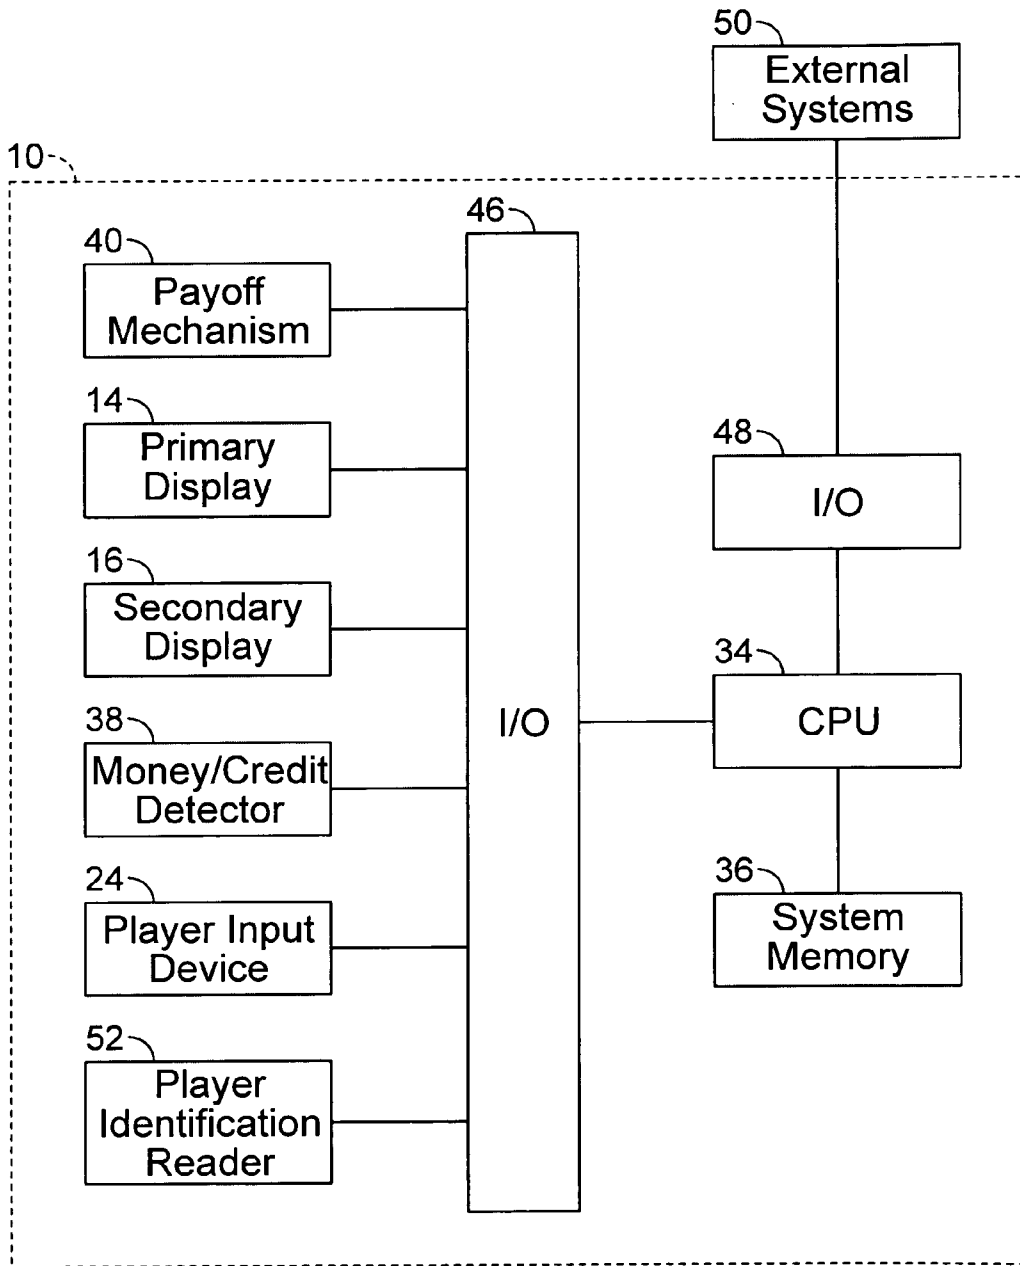 50
External
Systems
10
46
40
Payoff
Mechanism
14
Primary
Display
48
I/O
16
Secondary
Display
34
CPU
I/O
38
Money/Credit
Detector
24
Player Input
Device
36
System
Memory
52
Player
Identification
Reader